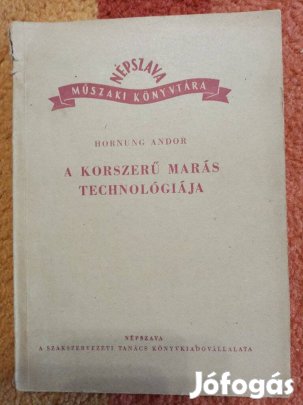 NÉPSZAVA
MŰSZAKI KÖNYVTÁRA
HORNUNG ANDOR
A KORSZERŰ MARÁS
TECHNOLÓGIÁJA
NÉPSZAVA
A SZAKSZERVEZETI TANÁCS KÖNYVKIADÓVÁLLALATA
Jófogás